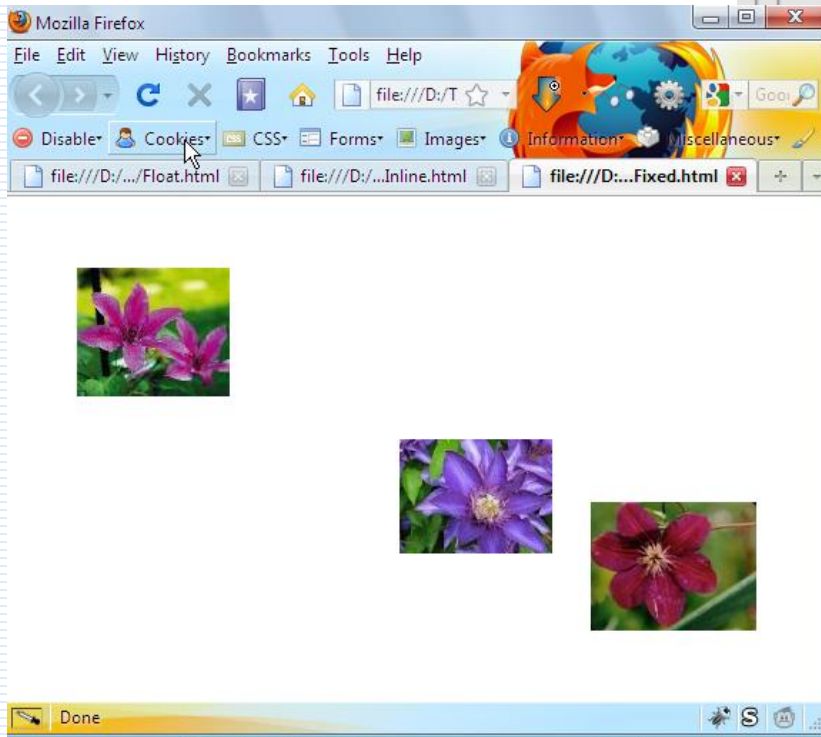 Mozilla Firefox
File Edit View History Bookmarks Tools Help
file:///D:/T
Disable Cookies CSS Forms Images Information Miscellaneous
file:///D:/.../Float.html file:///D:/...Inline.html file:///D:...Fixed.html
Done S